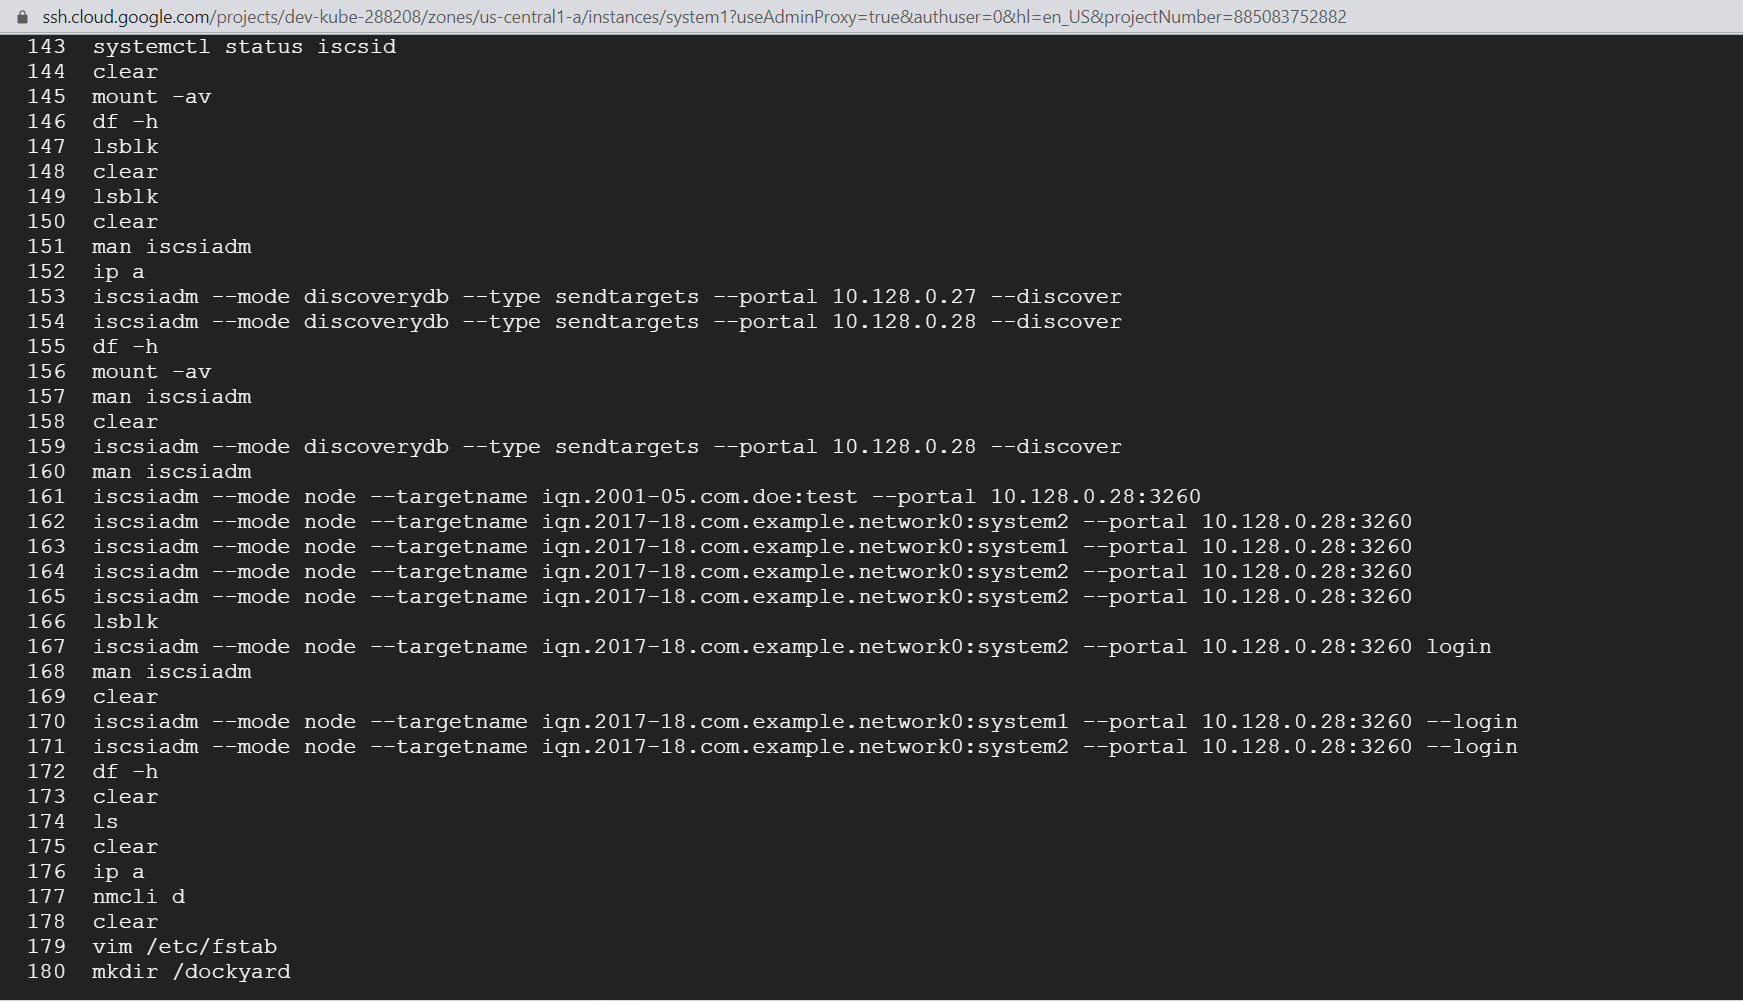 ssh.cloud.google.com/projects/dev-kube-288208/zones/us-central1-a/instances/system1?useAdminProxy=true&authuser=0&hl=en_US&projectNumber=885083752882
143 systemctl status iscsid
144 clear
145 mount -av
146 df -h
147 lsblk
148 clear
149 lsblk
150 clear
151 man iscsiadm
152 ip a
153 iscsiadm --mode discoverydb --type sendtargets --portal 10.128.0.27 --discover
154 iscsiadm --mode discoverydb --type sendtargets --portal 10.128.0.28 --discover
155 df -h
156 mount -av
157 man iscsiadm
158 clear
159 iscsiadm --mode discoverydb --type sendtargets --portal 10.128.0.28 --discover
160 man iscsiadm
161 iscsiadm --mode node --targetname iqn.2001-05.com.doe:test --portal 10.128.0.28:3260
162 iscsiadm --mode node --targetname iqn.2017-18.com.example.network0:system2 --portal 10.128.0.28:3260
163 iscsiadm --mode node --targetname iqn.2017-18.com.example.network0:system1 --portal 10.128.0.28:3260
164 iscsiadm --mode node --targetname iqn.2017-18.com.example.network0:system2 --portal 10.128.0.28:3260
165 iscsiadm --mode node --targetname iqn.2017-18.com.example.network0:system2 --portal 10.128.0.28:3260
166 lsblk
167 iscsiadm --mode node --targetname iqn.2017-18.com.example.network0:system2 --portal 10.128.0.28:3260 login
168 man iscsiadm
169 clear
170 iscsiadm --mode node --targetname iqn.2017-18.com.example.network0:system1 --portal 10.128.0.28:3260 --login
171 iscsiadm --mode node --targetname iqn.2017-18.com.example.network0:system2 --portal 10.128.0.28:3260 --login
172 df -h
173 clear
174 ls
175 clear
176 ip a
177 nmcli d
178 clear
179 vim /etc/fstab
180 mkdir /dockyard